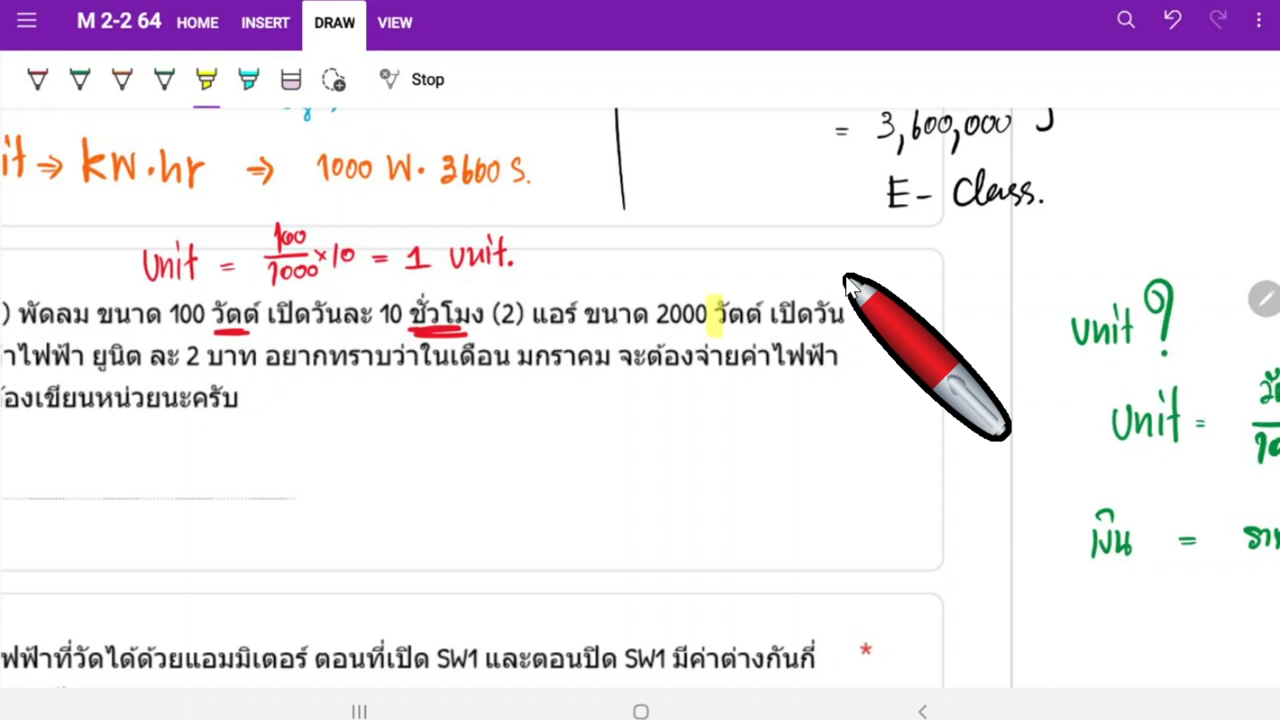 M 2-2 64 HOME INSERT DRAW VIEW
Stop
= 3,600,000 J
it ⇒ kW.hr ⇒ 1000 W. 3600 S.
E- Class.
Unit = 100/1000 × 10 = 1 Unit.
) พัดลม ขนาด 100 วัตต์ เปิดวันละ 10 ชั่วโมง (2) แอร์ ขนาด 2000 วัตต์ เปิดวัน
าไฟฟ้า ยูนิต ละ 2 บาท อยากทราบว่าในเดือน มกราคม จะต้องจ่ายค่าไฟฟ้า
้องเขียนหน่วยนะครับ
Unit ?
Unit =
เงิน =
ฟฟ้าที่วัดได้ด้วยแอมมิเตอร์ ตอนที่เปิด SW1 และตอนปิด SW1 มีค่าต่างกันกี่ *